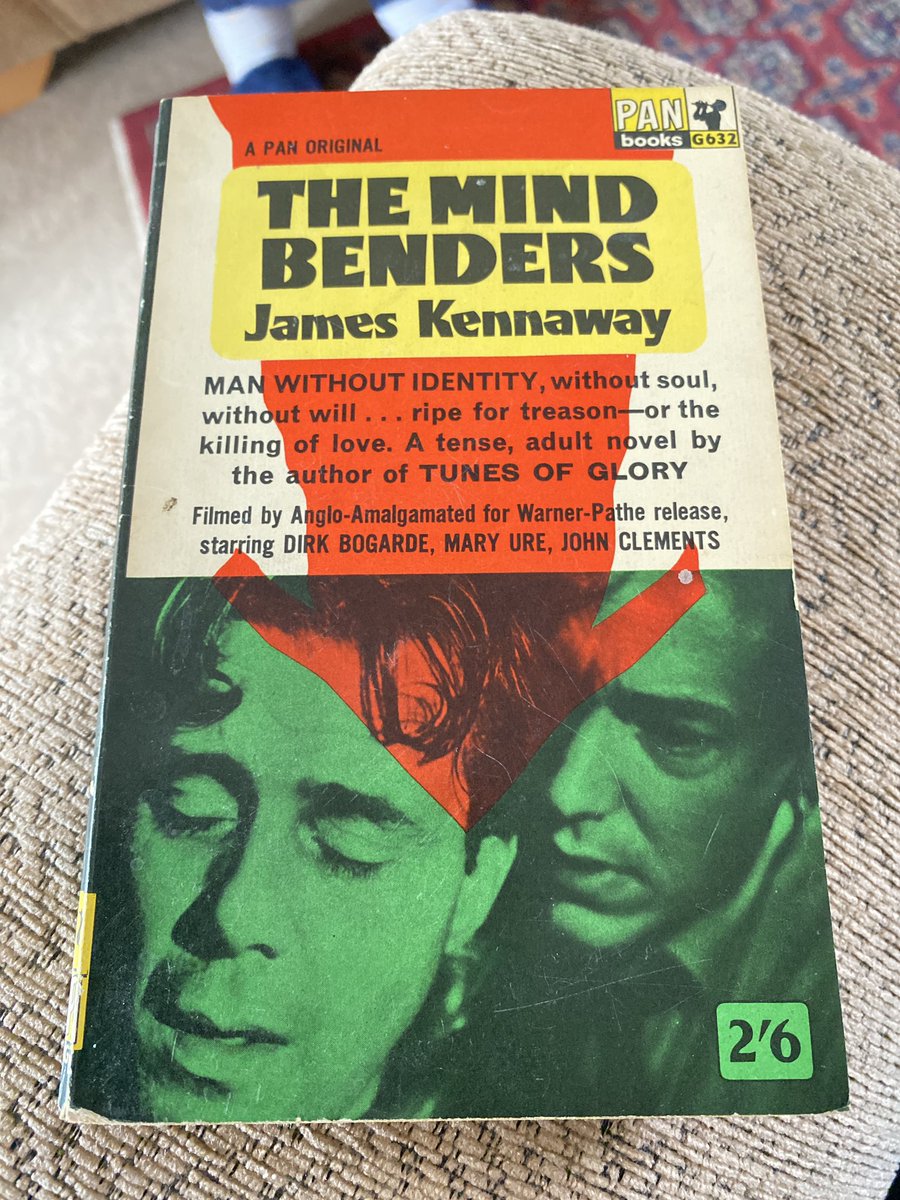 PAN
books G632
A PAN ORIGINAL
THE MIND
BENDERS
James Kennaway
MAN WITHOUT IDENTITY, without soul,
without will . . . ripe for treason—or the
killing of love. A tense, adult novel by
the author of TUNES OF GLORY
Filmed by Anglo-Amalgamated for Warner-Pathe release,
starring DIRK BOGARDE, MARY URE, JOHN CLEMENTS
2'6